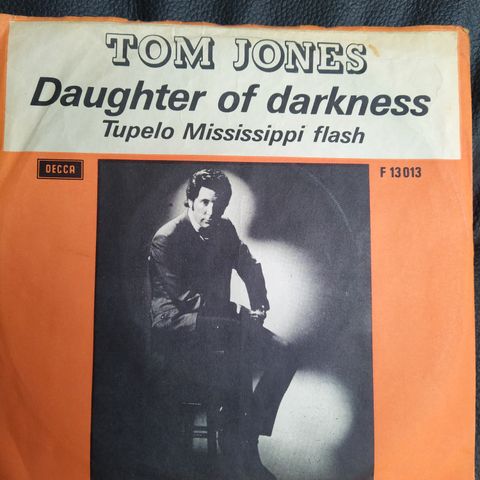 TOM JONES
Daughter of darkness
Tupelo Mississippi flash
DECCA
F 13 013